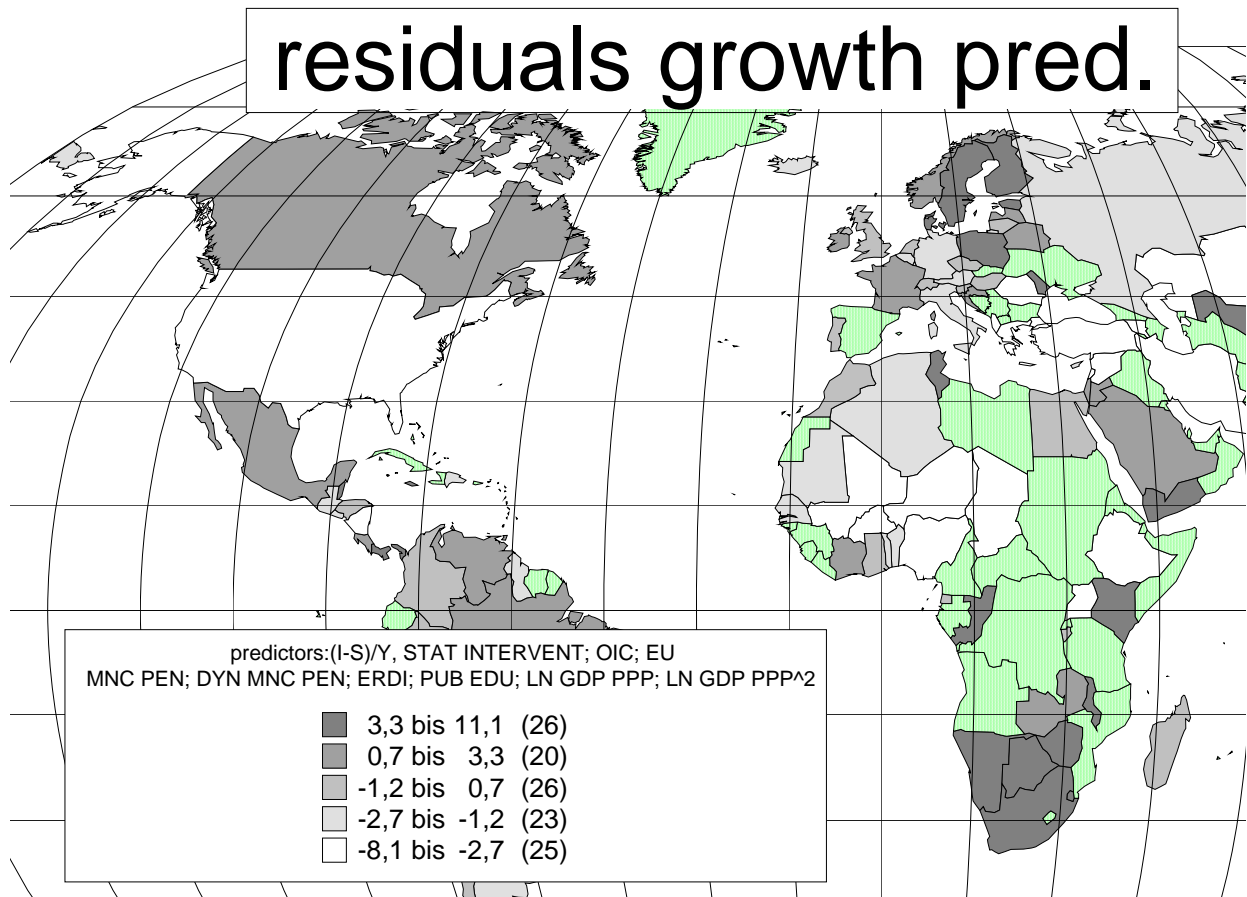 residuals growth pred.
predictors:(I-S)/Y, STAT INTERVENT; OIC; EU
MNC PEN; DYN MNC PEN; ERDI; PUB EDU; LN GDP PPP; LN GDP PPP^2
3,3 bis 11,1 (26)
0,7 bis 3,3 (20)
-1,2 bis 0,7 (26)
-2,7 bis -1,2 (23)
-8,1 bis -2,7 (25)